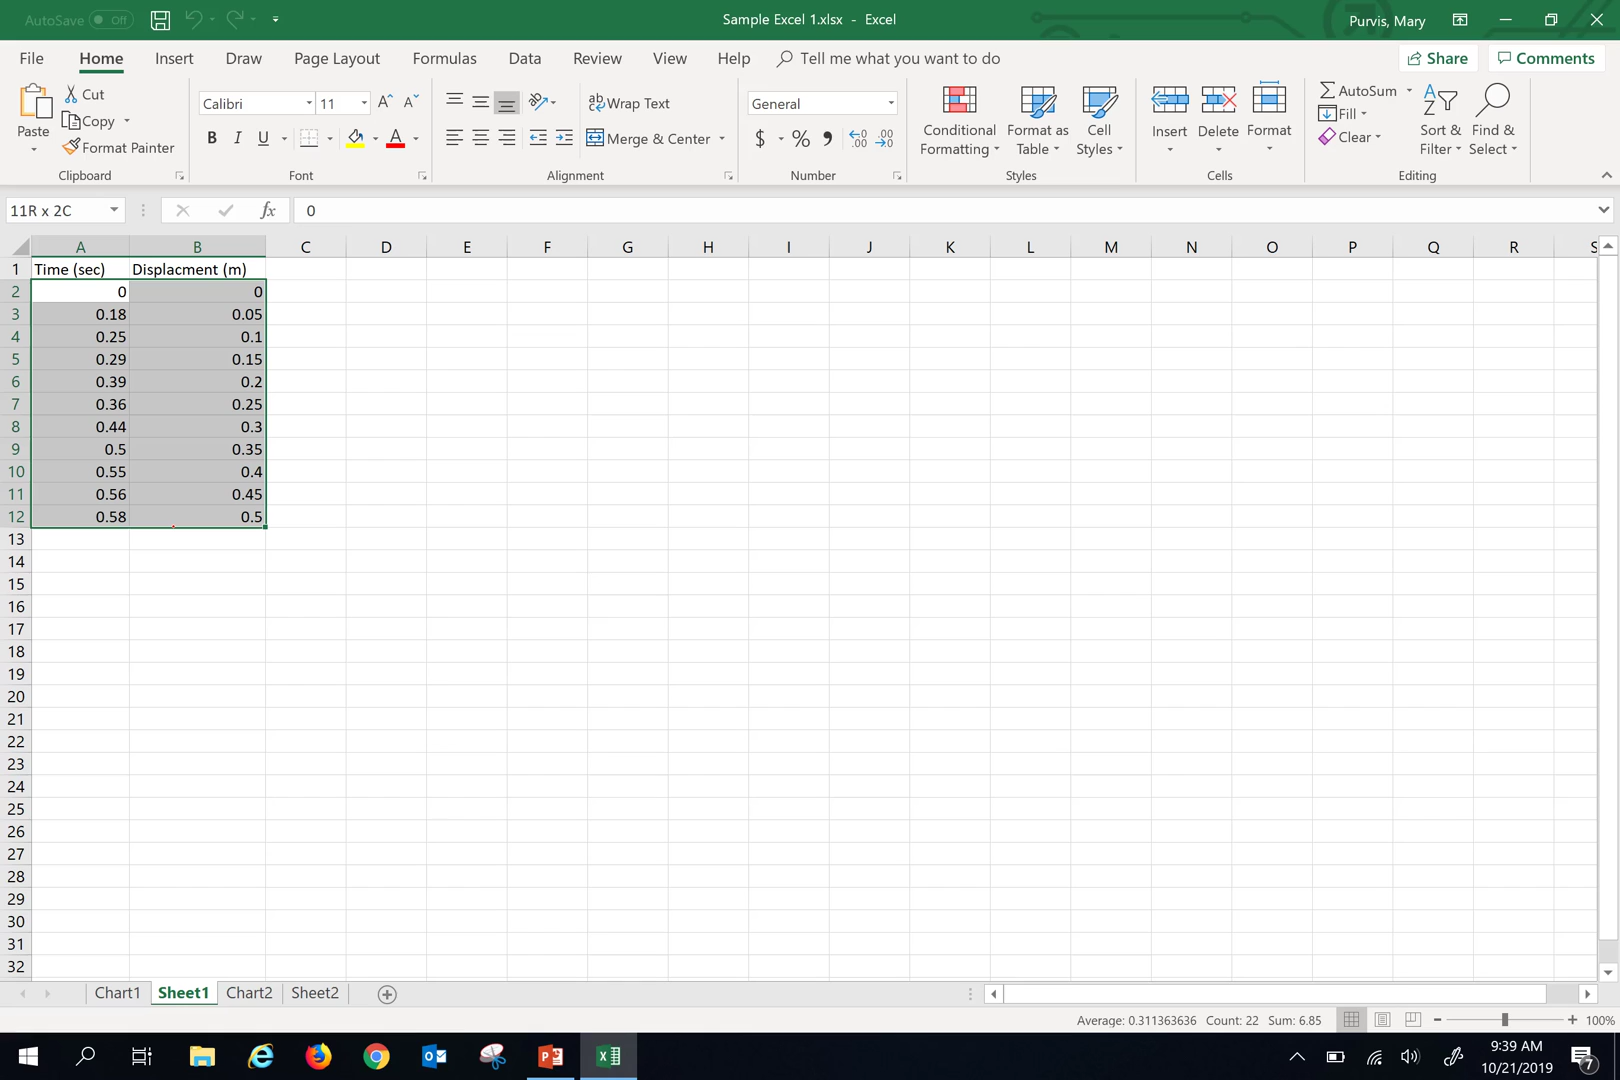 AutoSave Off
Sample Excel 1.xlsx - Excel
Purvis, Mary
File Home Insert Draw Page Layout Formulas Data Review View Help Tell me what you want to do Share Comments
Paste
Cut
Copy
Format Painter
Clipboard
Calibri 11
B I U A
Font
ab Wrap Text
Merge & Center
Alignment
General
$ % , .00
Number
Conditional Formatting
Format as Table
Cell Styles
Styles
Insert Delete Format
Cells
AutoSum
Fill
Clear
Sort & Filter
Find & Select
Editing
11R x 2C fx 0
A B C D E F G H I J K L M N O P Q R S
1 Time (sec) Displacment (m)
2 0 0
3 0.18 0.05
4 0.25 0.1
5 0.29 0.15
6 0.39 0.2
7 0.36 0.25
8 0.44 0.3
9 0.5 0.35
10 0.55 0.4
11 0.56 0.45
12 0.58 0.5
13
14
15
16
17
18
19
20
21
22
23
24
25
26
27
28
29
30
31
32
Chart1 Sheet1 Chart2 Sheet2
Average: 0.311363636 Count: 22 Sum: 6.85 100%
9:39 AM
10/21/2019
7